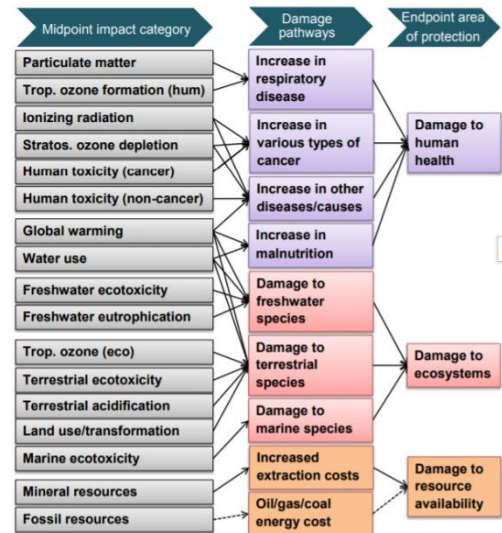 Midpoint impact category
Damage
pathways
Endpoint area
of protection
Particulate matter
Trop. ozone formation (hum)
Ionizing radiation
Stratos. ozone depletion
Human toxicity (cancer)
Human toxicity (non-cancer)
Global warming
Water use
Freshwater ecotoxicity
Freshwater eutrophication
Trop. ozone (eco)
Terrestrial ecotoxicity
Terrestrial acidification
Land use/transformation
Marine ecotoxicity
Mineral resources
Fossil resources
Increase in
respiratory
disease
Increase in
various types of
cancer
Increase in other
diseases/causes
Increase in
malnutrition
Damage to
freshwater
species
Damage to
terrestrial
species
Damage to
marine species
Increased
extraction costs
Oil/gas/coal
energy cost
Damage to
human
health
Damage to
ecosystems
Damage to
resource
availability